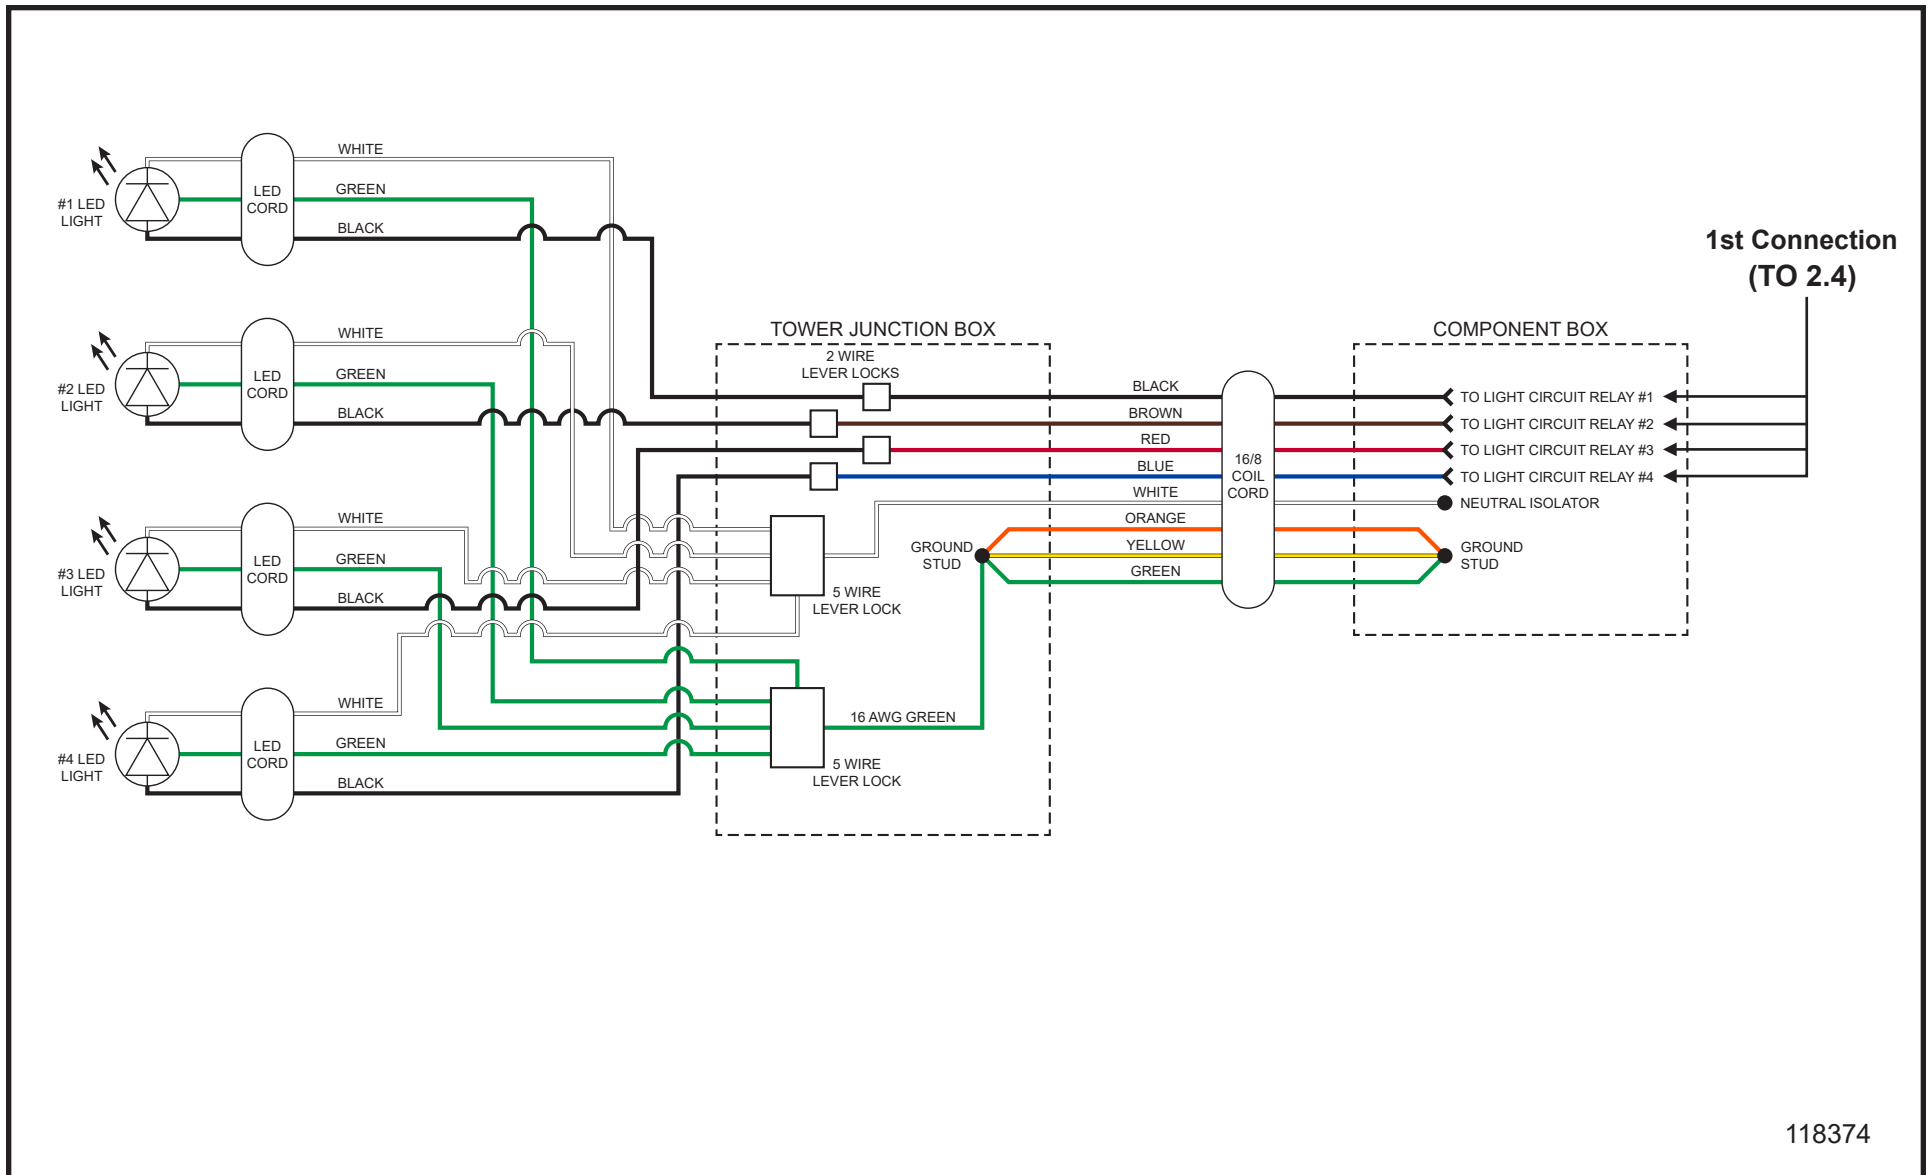 WHITE
GREEN
BLACK
LED
CORD
#1 LED
LIGHT
1st Connection
(TO 2.4)
WHITE
GREEN
BLACK
LED
CORD
#2 LED
LIGHT
TOWER JUNCTION BOX
2 WIRE
LEVER LOCKS
COMPONENT BOX
BLACK
BROWN
RED
BLUE
WHITE
ORANGE
YELLOW
GREEN
16/8
COIL
CORD
TO LIGHT CIRCUIT RELAY #1
TO LIGHT CIRCUIT RELAY #2
TO LIGHT CIRCUIT RELAY #3
TO LIGHT CIRCUIT RELAY #4
NEUTRAL ISOLATOR
GROUND
STUD
GROUND
STUD
WHITE
GREEN
BLACK
LED
CORD
#3 LED
LIGHT
5 WIRE
LEVER LOCK
WHITE
GREEN
BLACK
LED
CORD
#4 LED
LIGHT
16 AWG GREEN
5 WIRE
LEVER LOCK
118374